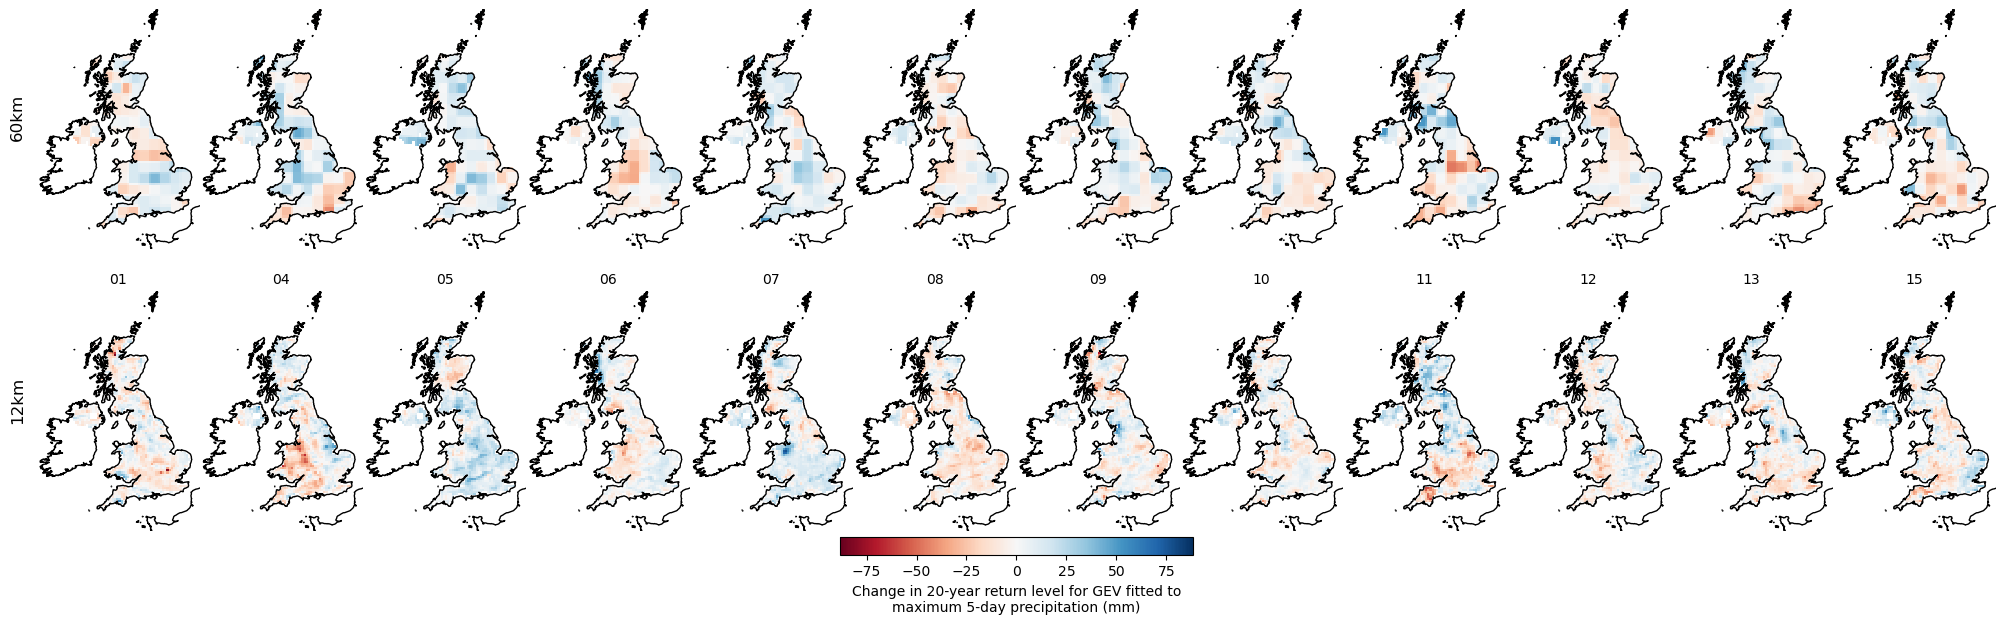 60km
01 04 05 06 07 08 09 10 11 12 13 15
12km
−75 −50 −25 0 25 50 75
Change in 20-year return level for GEV fitted to
maximum 5-day precipitation (mm)